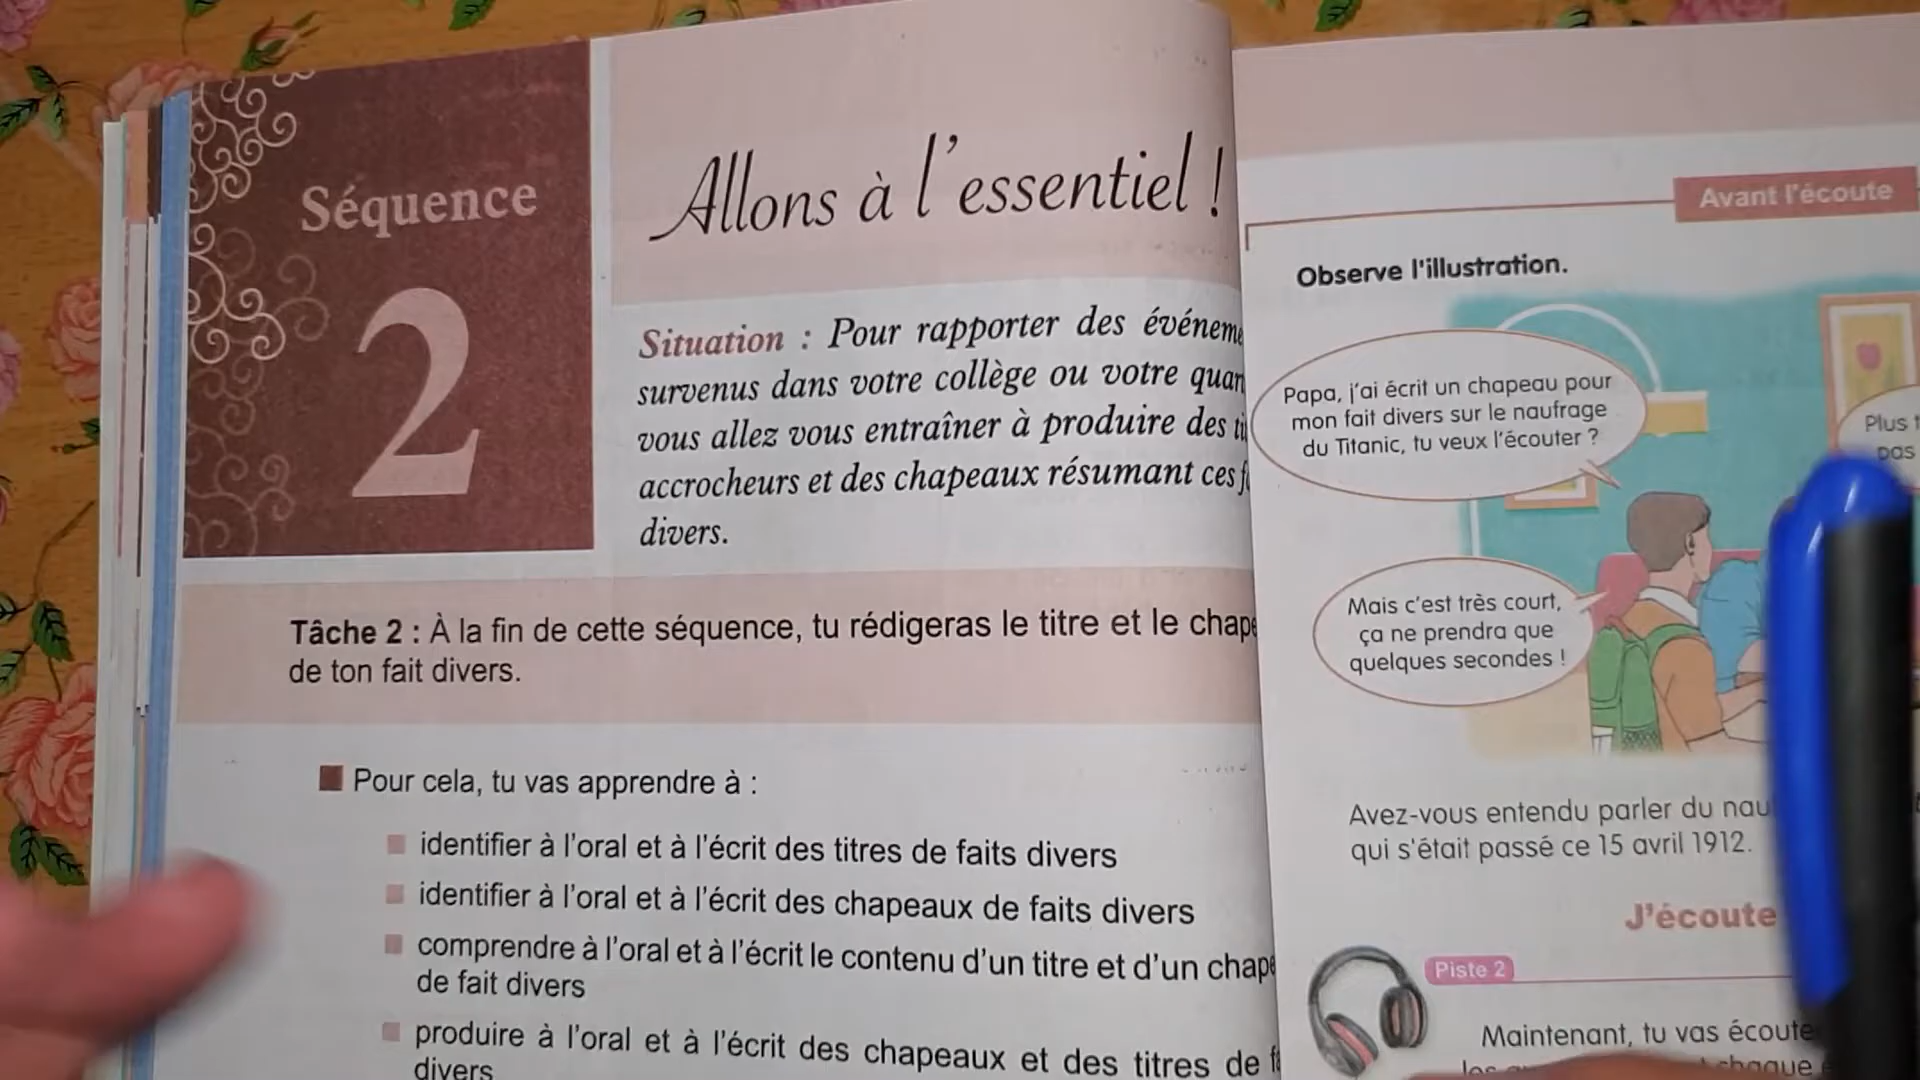 Séquence
2
Allons à l'essentiel !
Situation : Pour rapporter des
survenus dans votre collège ou votre
vous allez vous entraîner à produire des
accrocheurs et des chapeaux résumant ces
divers.
Tâche 2 : À la fin de cette séquence, tu rédigeras le titre et le
de ton fait divers.
Pour cela, tu vas apprendre à :
identifier à l'oral et à l'écrit des titres de faits divers
identifier à l'oral et à l'écrit des chapeaux de faits divers
comprendre à l'oral et à l'écrit le contenu d'un titre et d'un
de fait divers
produire à l'oral et à l'écrit des chapeaux et des titres de
divers
Avant l'écoute
Observe l'illustration.
Papa, j'ai écrit un chapeau pour
mon fait divers sur le naufrage
du Titanic, tu veux l'écouter ?
Plus
pas
Mais c'est très court,
ça ne prendra que
quelques secondes !
Avez-vous entendu parler du
qui s'était passé ce 15 avril 1912.
J'écoute
Piste 2
Maintenant, tu vas
chaque